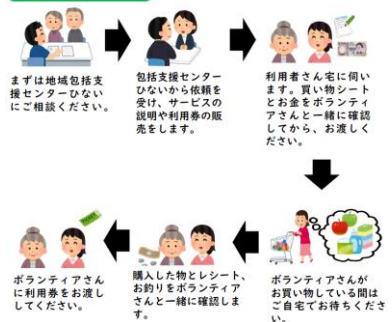 まずは地域包括支
援センターひない
にご相談ください。
包括支援センター
ひないから依頼を
受け、サービスの
説明や利用券の販
売をします。
利用者さん宅に伺い
ます。買い物シート
とお金をボランティ
アさんと一緒に確認
してから、お渡しく
ださい。
ボランティアさんが
お買い物している間は
ご自宅でお待ちくださ
い。
購入した物とレシート、
お釣りをボランティア
さんと一緒に確認しま
す。
TICKET
ボランティアさん
に利用券をお渡し
してください。